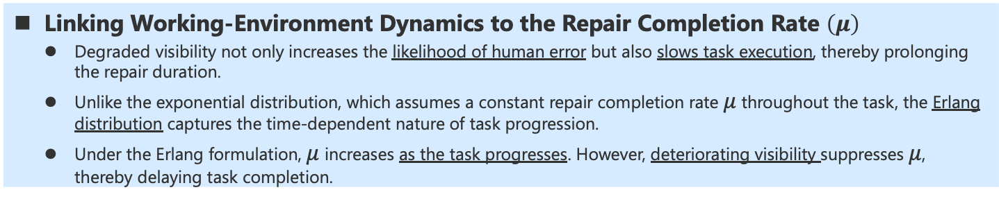 ■ Linking Working-Environment Dynamics to the Repair Completion Rate (μ)
● Degraded visibility not only increases the likelihood of human error but also slows task execution, thereby prolonging
the repair duration.
● Unlike the exponential distribution, which assumes a constant repair completion rate μ throughout the task, the Erlang
distribution captures the time-dependent nature of task progression.
● Under the Erlang formulation, μ increases as the task progresses. However, deteriorating visibility suppresses μ,
thereby delaying task completion.